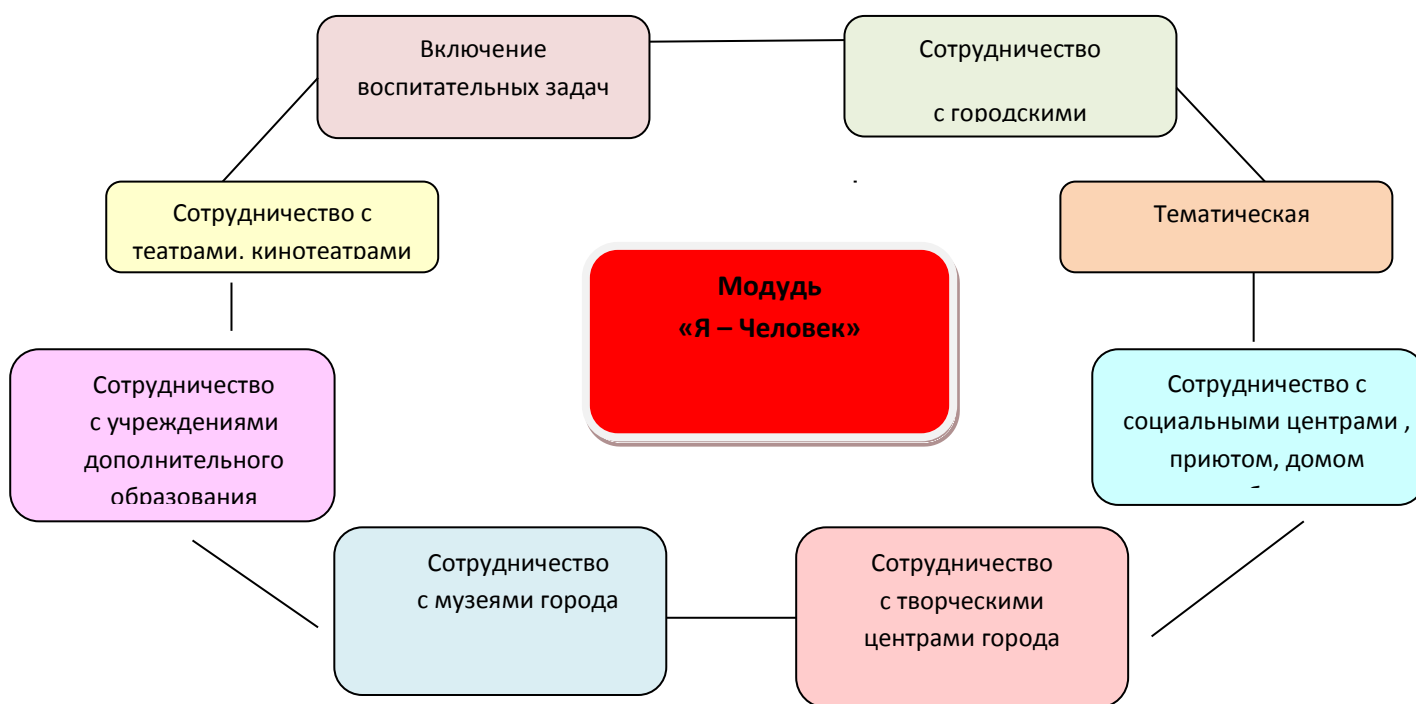 Включение
воспитательных задач
Сотрудничество
с городскими
Сотрудничество с
театрами, кинотеатрами
Тематическая
Модудь
«Я – Человек»
Сотрудничество
с учреждениями
дополнительного
образования
Сотрудничество с
социальными центрами ,
приютом, домом
Сотрудничество
с музеями города
Сотрудничество
с творческими
центрами города